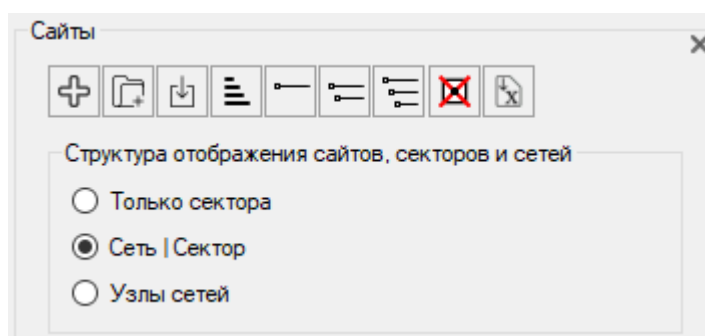 Сайты
Структура отображения сайтов, секторов и сетей
Только сектора
Сеть | Сектор
Узлы сетей